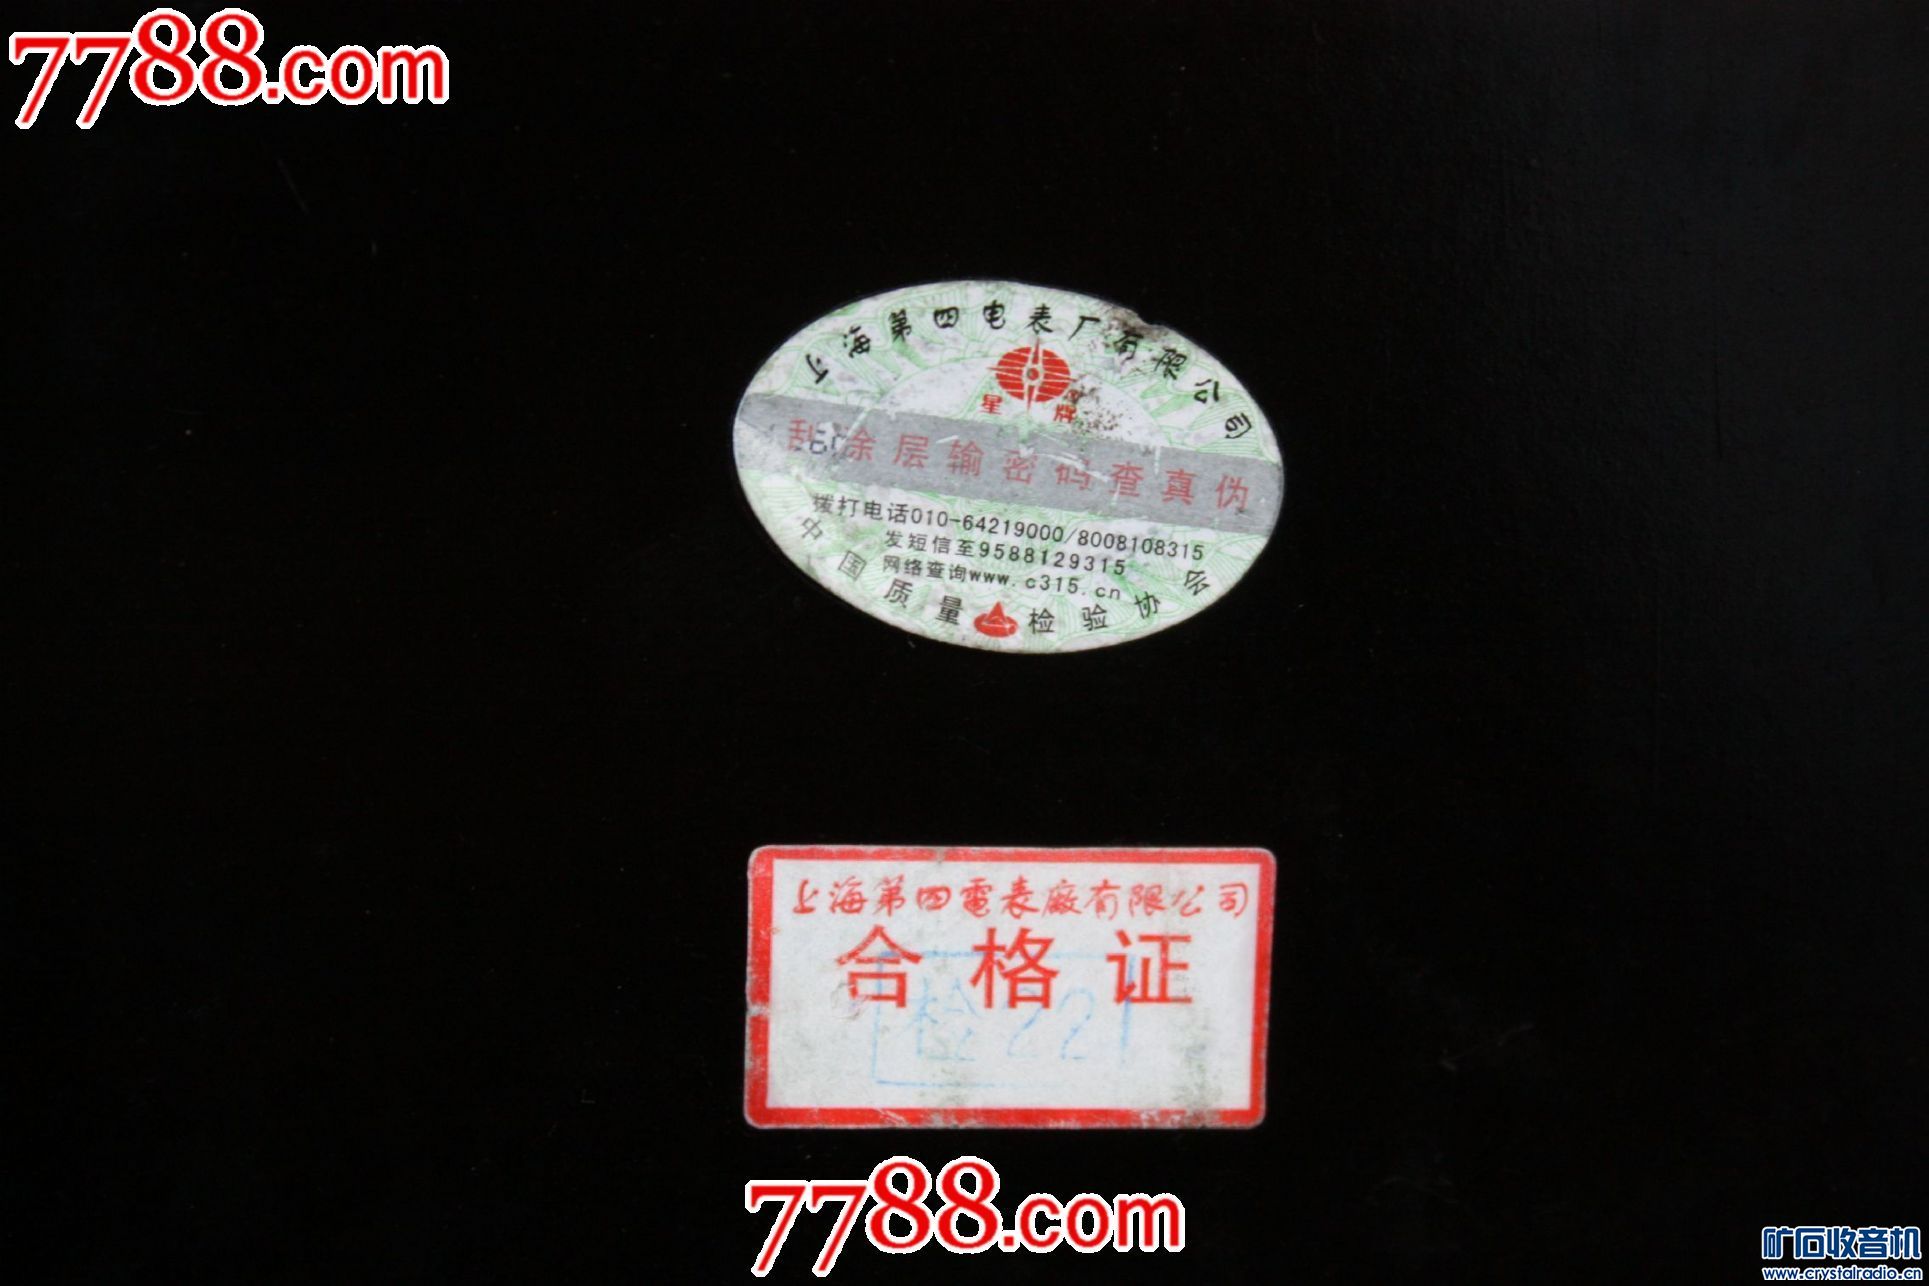 7788.com
上海第四电表厂有限公司
星牌
刮涂层输密码查真伪
拨打电话010-64219000/8008108315
发短信至9588129315
网络查询www.c315.cn
中国质量检验协会
上海第四電表廠有限公司
合格证
检22
7788.com
矿石收音机
www.crystalradio.cn